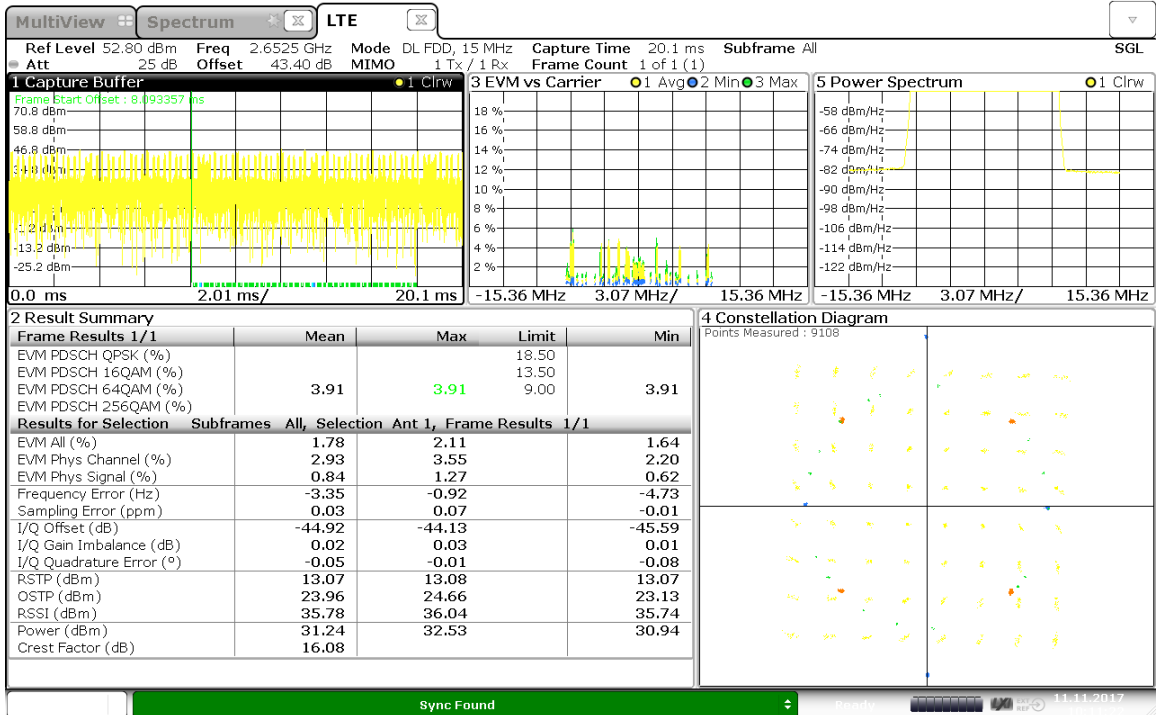 MultiView Spectrum LTE
Ref Level 52.80 dBm Freq 2.6525 GHz Mode DL FDD, 15 MHz Capture Time 20.1 ms Subframe All SGL
Att 25 dB Offset 43.40 dB MIMO 1 Tx / 1 Rx Frame Count 1 of 1 (1)
1 Capture Buffer 1 Clrw
Frame Start Offset : 8.093357 ms
70.8 dBm
58.8 dBm
46.8 dBm
34.8 dBm
-1.2 dBm
-13.2 dBm
-25.2 dBm
0.0 ms 2.01 ms/ 20.1 ms
3 EVM vs Carrier 1 Avg 2 Min 3 Max
18 %
16 %
14 %
12 %
10 %
8 %
6 %
4 %
2 %
-15.36 MHz 3.07 MHz/ 15.36 MHz
5 Power Spectrum 1 Clrw
-58 dBm/Hz
-66 dBm/Hz
-74 dBm/Hz
-82 dBm/Hz
-90 dBm/Hz
-98 dBm/Hz
-106 dBm/Hz
-114 dBm/Hz
-122 dBm/Hz
-15.36 MHz 3.07 MHz/ 15.36 MHz
2 Result Summary
Frame Results 1/1 Mean Max Limit Min
EVM PDSCH QPSK (%) 18.50
EVM PDSCH 16QAM (%) 13.50
EVM PDSCH 64QAM (%) 3.91 3.91 9.00 3.91
EVM PDSCH 256QAM (%)
Results for Selection Subframes All, Selection Ant 1, Frame Results 1/1
EVM All (%) 1.78 2.11 1.64
EVM Phys Channel (%) 2.93 3.55 2.20
EVM Phys Signal (%) 0.84 1.27 0.62
Frequency Error (Hz) -3.35 -0.92 -4.73
Sampling Error (ppm) 0.03 0.07 -0.01
I/Q Offset (dB) -44.92 -44.13 -45.59
I/Q Gain Imbalance (dB) 0.02 0.03 0.01
I/Q Quadrature Error (º) -0.05 -0.01 -0.08
RSTP (dBm) 13.07 13.08 13.07
OSTP (dBm) 23.96 24.66 23.13
RSSI (dBm) 35.78 36.04 35.74
Power (dBm) 31.24 32.53 30.94
Crest Factor (dB) 16.08
4 Constellation Diagram
Points Measured : 9108
Sync Found
Ready
LXI EXT REF
11.11.2017